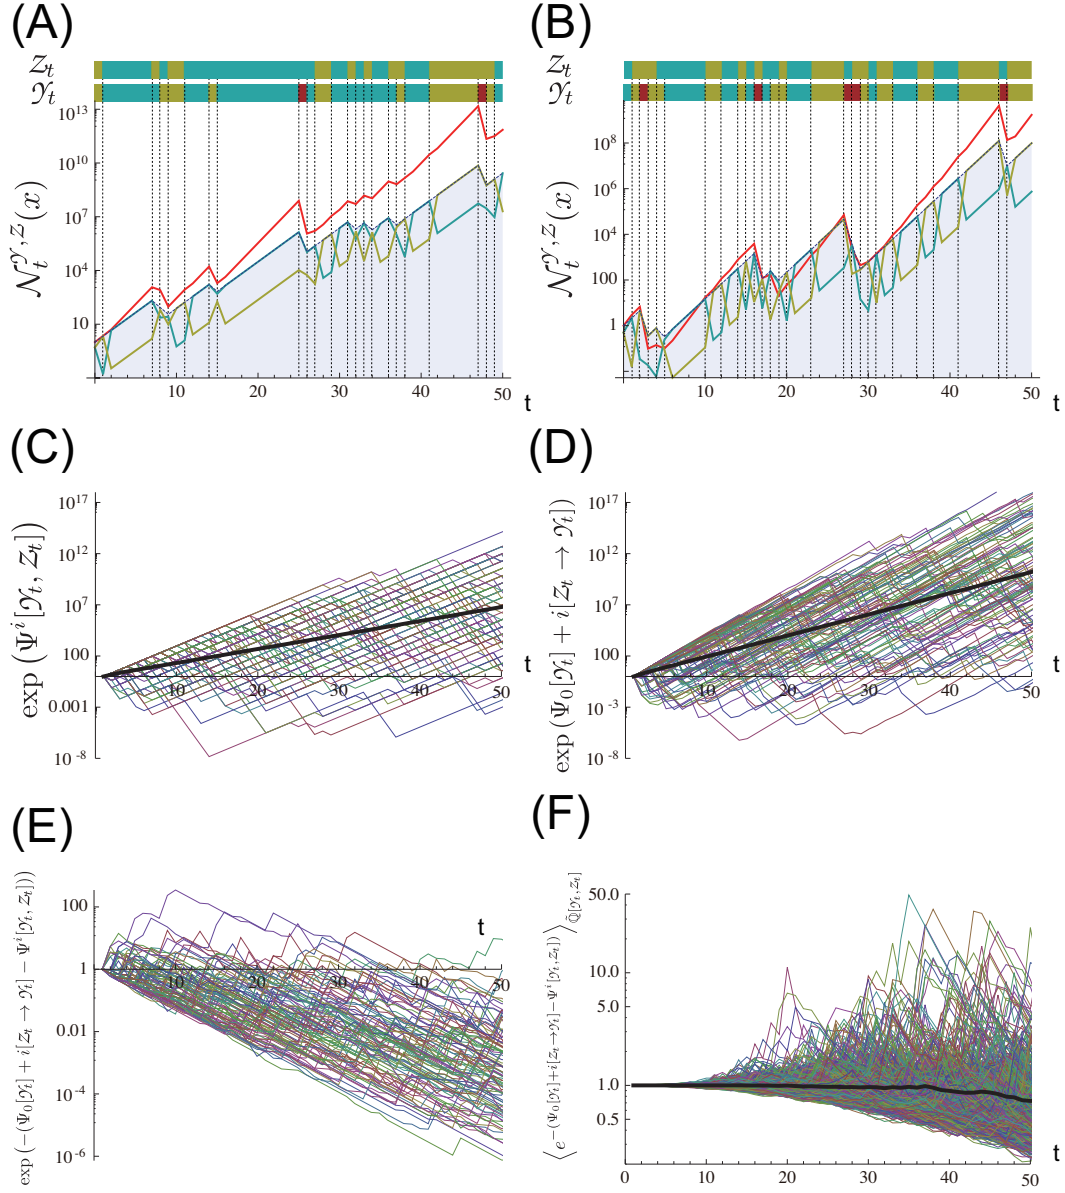 (A)
Z_t
𝒴_t
10^13
10^10
10^7
10^4
10
𝒩_t^{𝒴,Z}(x)
10 20 30 40 50
t
(B)
Z_t
𝒴_t
10^8
10^6
10^4
100
1
𝒩_t^{𝒴,Z}(x)
10 20 30 40 50
t
(C)
10^17
10^12
10^7
100
0.001
10^-8
exp (Ψ^i[𝒴_t, Z_t])
10 20 30 40 50
t
(D)
10^17
10^12
10^7
100
10^-3
10^-8
exp (Ψ_0[𝒴_t] + i[Z_t → 𝒴_t])
10 20 30 40 50
t
(E)
100
1
0.01
10^-4
10^-6
exp (−(Ψ_0[𝒴_t] + i[Z_t → 𝒴_t] − Ψ^i[𝒴_t, Z_t]))
10 20 30 40 50
t
(F)
50.0
10.0
5.0
1.0
0.5
⟨e^{−(Ψ_0[𝒴_t]+i[Z_t→𝒴_t]−Ψ^i[𝒴_t,Z_t])}⟩_{ℚ̃[𝒴_t,Z_t]}
0 10 20 30 40 50
t